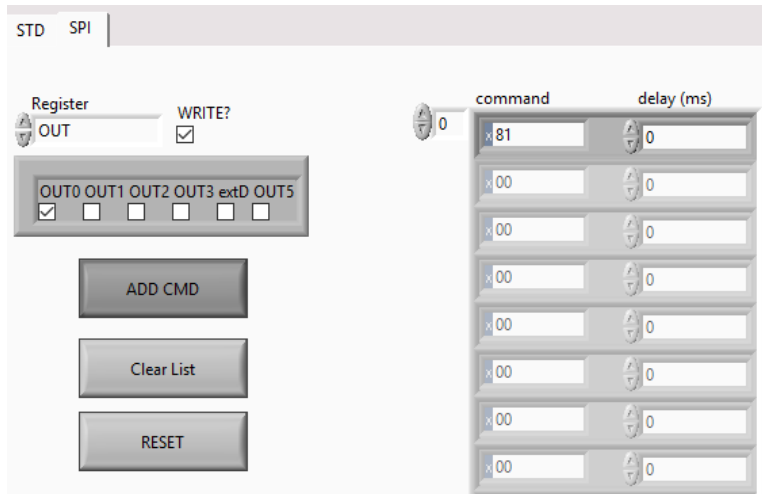 STD SPI
Register
WRITE?
OUT
OUT0 OUT1 OUT2 OUT3 extD OUT5
ADD CMD
Clear List
RESET
0
command delay (ms)
x 81 0
x 00 0
x 00 0
x 00 0
x 00 0
x 00 0
x 00 0
x 00 0